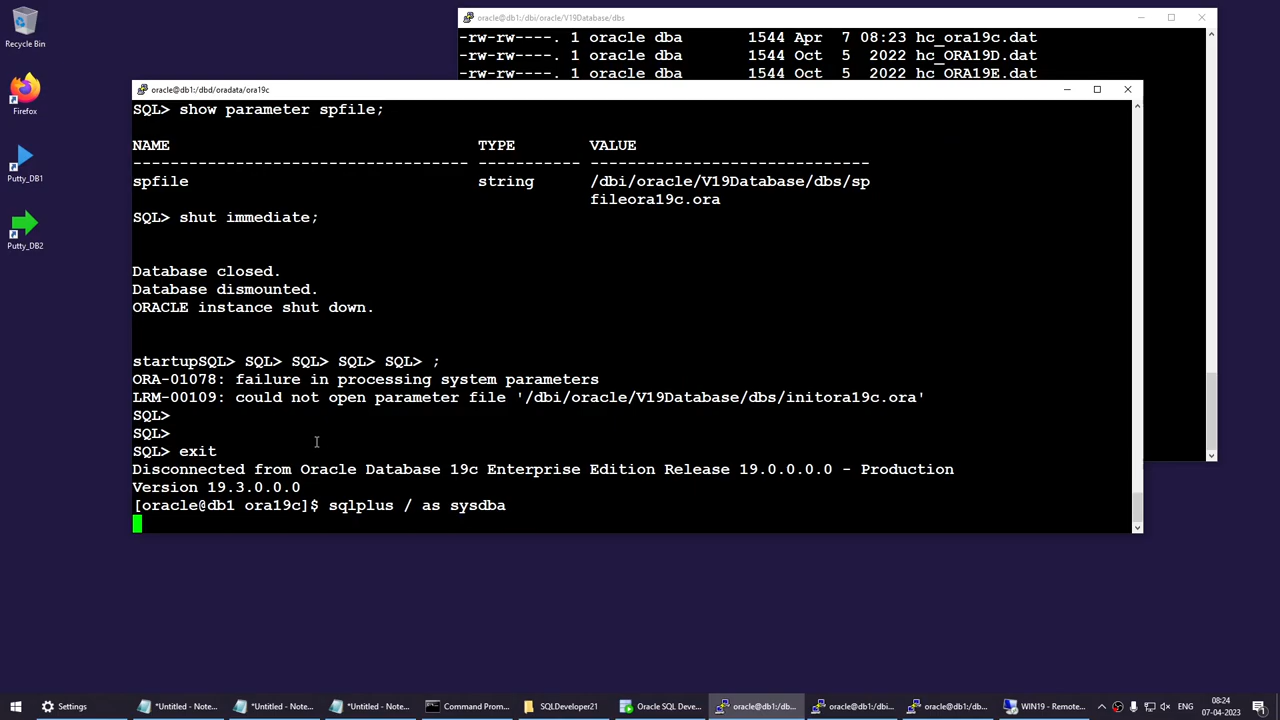 Recycle Bin
Firefox
Putty_DB1
Putty_DB2
oracle@db1:/dbi/oracle/V19Database/dbs
-rw-rw----. 1 oracle dba       1544 Apr  7 08:23 hc_ora19c.dat
-rw-rw----. 1 oracle dba       1544 Oct  5  2022 hc_ORA19D.dat
-rw-rw----. 1 oracle dba       1544 Oct  5  2022 hc_ORA19E.dat
oracle@db1:/dbd/oradata/ora19c
SQL> show parameter spfile;
NAME                                 TYPE        VALUE
------------------------------------ ----------- ------------------------------
spfile                               string      /dbi/oracle/V19Database/dbs/sp
fileora19c.ora
SQL> shut immediate;
Database closed.
Database dismounted.
ORACLE instance shut down.
startupSQL> SQL> SQL> SQL> SQL> ;
ORA-01078: failure in processing system parameters
LRM-00109: could not open parameter file '/dbi/oracle/V19Database/dbs/initora19c.ora'
SQL>
SQL>
SQL> exit
Disconnected from Oracle Database 19c Enterprise Edition Release 19.0.0.0.0 - Production
Version 19.3.0.0.0
[oracle@db1 ora19c]$ sqlplus / as sysdba
Settings
*Untitled - Note...
*Untitled - Note...
*Untitled - Note...
Command Prom...
SQLDeveloper21
Oracle SQL Deve...
oracle@db1:/db...
oracle@db1:/dbi...
oracle@db1:/db...
WIN19 - Remote...
ENG
08:24
07-04-2023